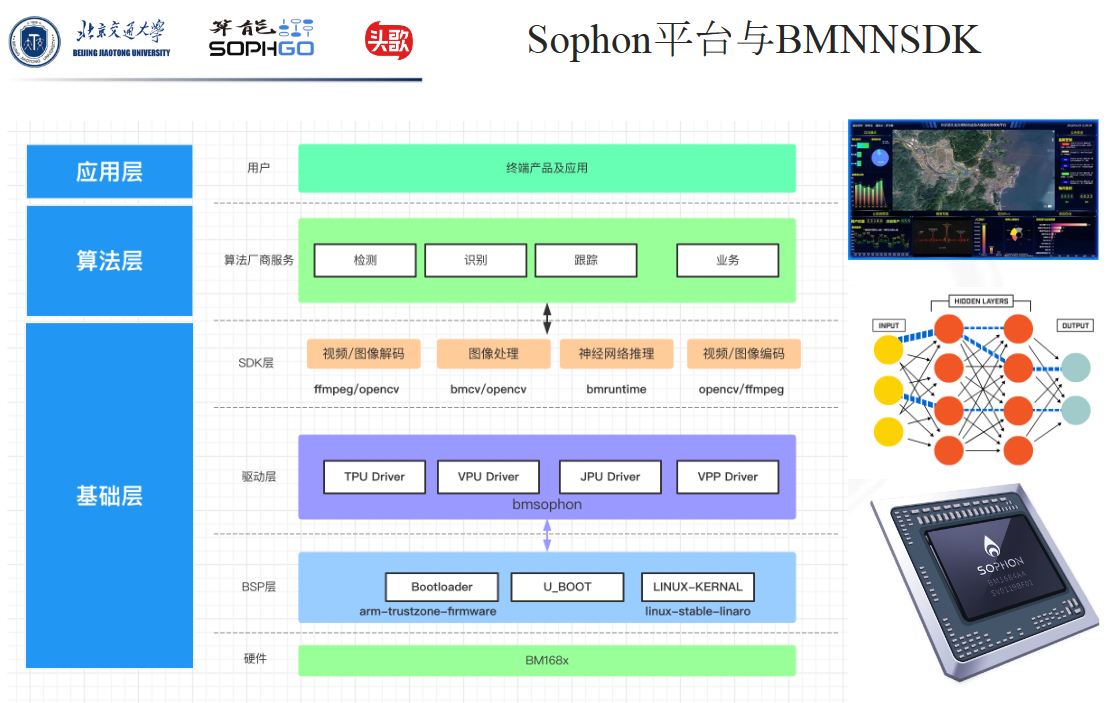 北京交通大学
BEIJING JIAOTONG UNIVERSITY
算能
SOPHGO
头歌
Sophon平台与BMNNSDK
应用层
用户
终端产品及应用
算法层
算法厂商服务
检测
识别
跟踪
业务
基础层
SDK层
视频/图像解码
图像处理
神经网络推理
视频/图像编码
ffmpeg/opencv
bmcv/opencv
bmruntime
opencv/ffmpeg
驱动层
TPU Driver
VPU Driver
JPU Driver
VPP Driver
bmsophon
BSP层
Bootloader
U_BOOT
LINUX-KERNAL
arm-trustzone-firmware
linux-stable-linaro
硬件
BM168x
HIDDEN LAYERS
INPUT
OUTPUT
SOPHON